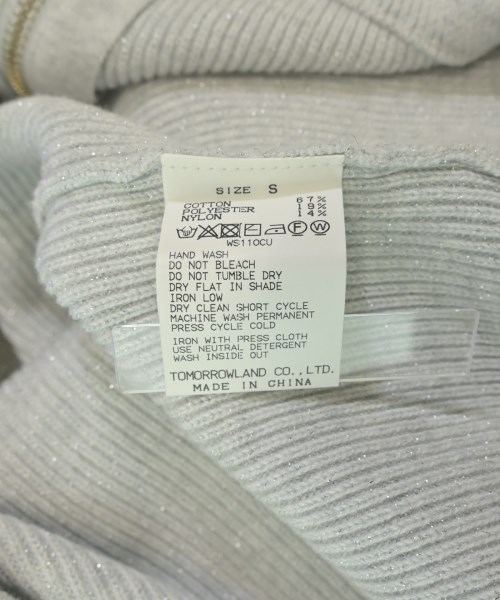 SIZE S
COTTON 67%
POLYESTER 19%
NYLON 14%
F W
WS110CU
HAND WASH
DO NOT BLEACH
DO NOT TUMBLE DRY
DRY FLAT IN SHADE
IRON LOW
DRY CLEAN SHORT CYCLE
MACHINE WASH PERMANENT
PRESS CYCLE COLD
IRON WITH PRESS CLOTH
USE NEUTRAL DETERGENT
WASH INSIDE OUT
TOMORROWLAND CO.,LTD.
MADE IN CHINA